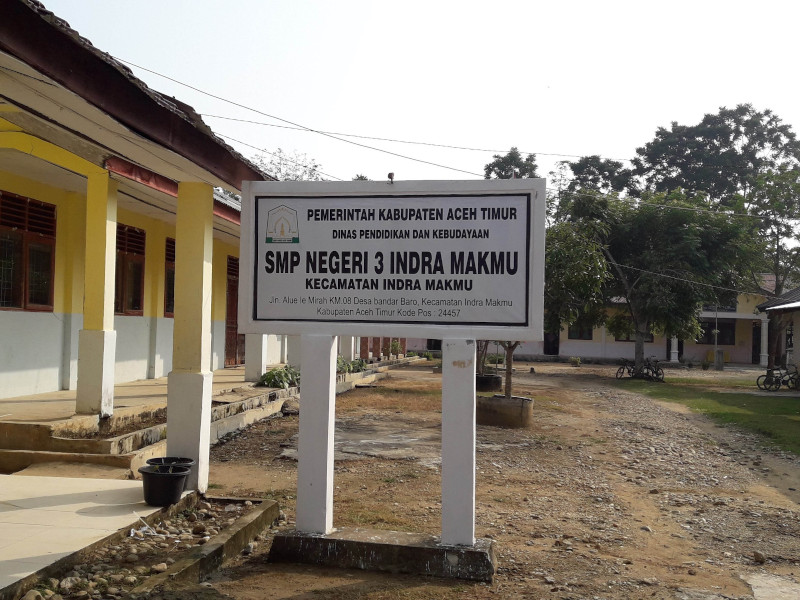 PEMERINTAH KABUPATEN ACEH TIMUR
DINAS PENDIDIKAN DAN KEBUDAYAAN
SMP NEGERI 3 INDRA MAKMU
KECAMATAN INDRA MAKMU
Jln. Alue Ie Mirah KM.08 Desa bandar Baro, Kecamatan Indra Makmu
Kabupaten Aceh Timur Kode Pos : 24457